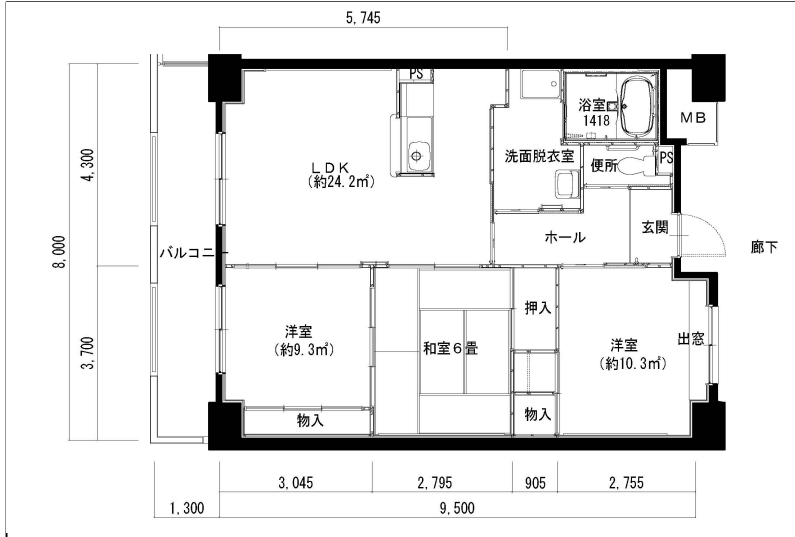 5,745
PS
浴室
1418
MB
4,300
LDK
(約24.2㎡)
洗面脱衣室
便所
PS
8,000
バルコニ
ホール
玄関
廊下
3,700
洋室
(約9.3㎡)
和室6畳
押入
洋室
(約10.3㎡)
出窓
物入
物入
3,045
2,795
905
2,755
1,300
9,500